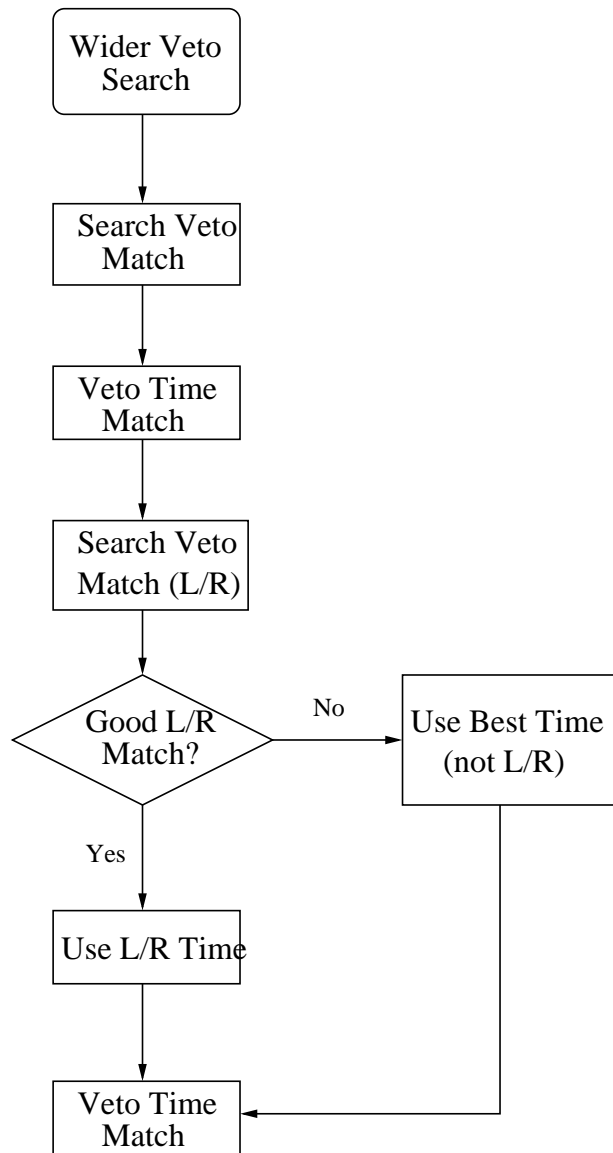 Wider Veto
Search
Search Veto
Match
Veto Time
Match
Search Veto
Match (L/R)
Good L/R
Match?
No
Use Best Time
(not L/R)
Yes
Use L/R Time
Veto Time
Match